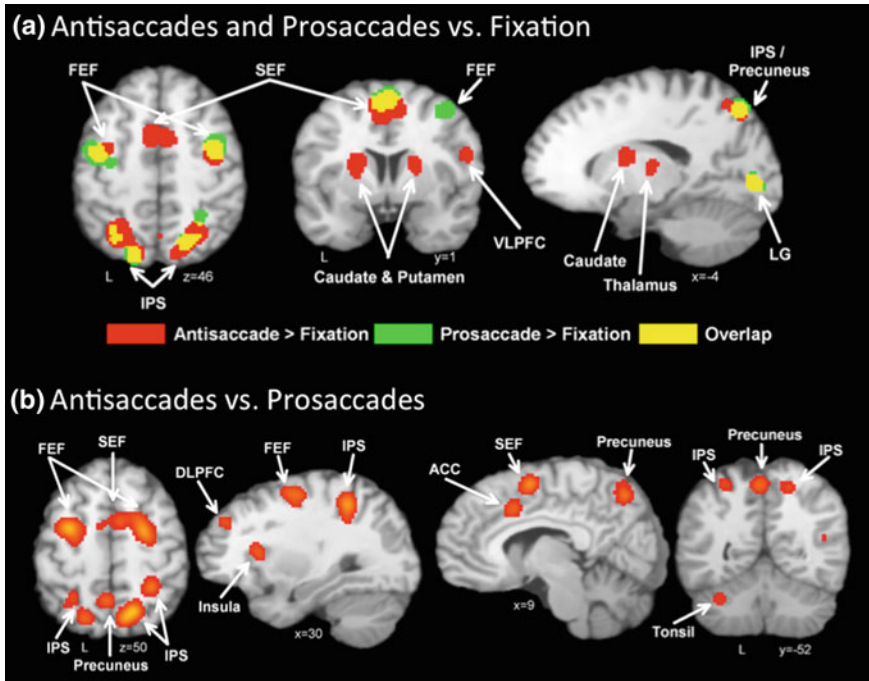 (a) Antisaccades and Prosaccades vs. Fixation
FEF
SEF
FEF
IPS /
Precuneus
VLPFC
Caudate & Putamen
L
z=46
IPS
L
y=1
Caudate
Thalamus
x=-4
LG
Antisaccade > Fixation
Prosaccade > Fixation
Overlap
(b) Antisaccades vs. Prosaccades
FEF
SEF
DLPFC
FEF
IPS
ACC
SEF
Precuneus
IPS
Precuneus
IPS
Insula
IPS
L
z=50
IPS
Precuneus
x=30
x=9
Tonsil
L
y=-52